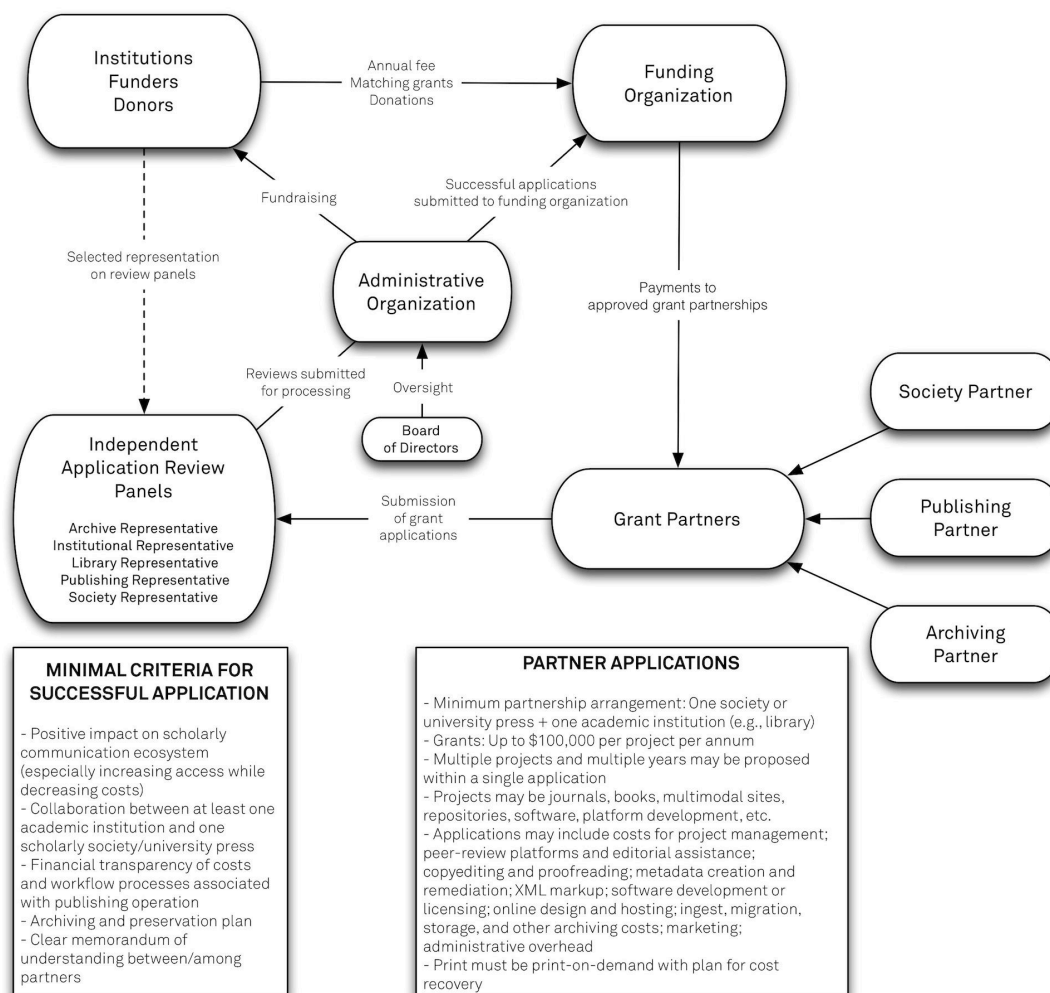 Institutions
Funders
Donors
Annual fee
Matching grants
Donations
Funding
Organization
Fundraising
Successful applications
submitted to funding organization
Selected representation
on review panels
Administrative
Organization
Payments to
approved grant partnerships
Reviews submitted
for processing
Oversight
Board
of Directors
Society Partner
Independent
Application Review
Panels
Archive Representative
Institutional Representative
Library Representative
Publishing Representative
Society Representative
Submission
of grant
applications
Grant Partners
Publishing
Partner
Archiving
Partner
MINIMAL CRITERIA FOR
SUCCESSFUL APPLICATION
- Positive impact on scholarly
communication ecosystem
(especially increasing access while
decreasing costs)
- Collaboration between at least one
academic institution and one
scholarly society/university press
- Financial transparency of costs
and workflow processes associated
with publishing operation
- Archiving and preservation plan
- Clear memorandum of
understanding between/among
partners
PARTNER APPLICATIONS
- Minimum partnership arrangement: One society or
university press + one academic institution (e.g., library)
- Grants: Up to $100,000 per project per annum
- Multiple projects and multiple years may be proposed
within a single application
- Projects may be journals, books, multimodal sites,
repositories, software, platform development, etc.
- Applications may include costs for project management;
peer-review platforms and editorial assistance;
copyediting and proofreading; metadata creation and
remediation; XML markup; software development or
licensing; online design and hosting; ingest, migration,
storage, and other archiving costs; marketing;
administrative overhead
- Print must be print-on-demand with plan for cost
recovery